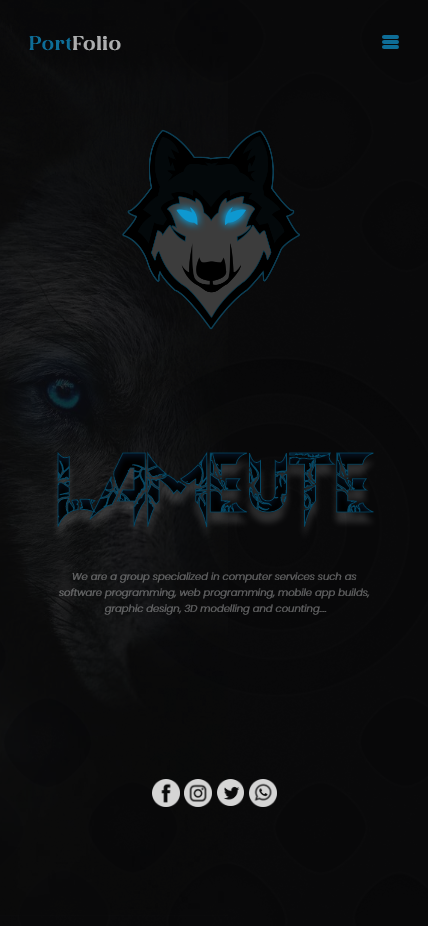 PortFolio
LAMEUTE
We are a group specialized in computer services such as
software programming, web programming, mobile app builds,
graphic design, 3D modelling and counting...